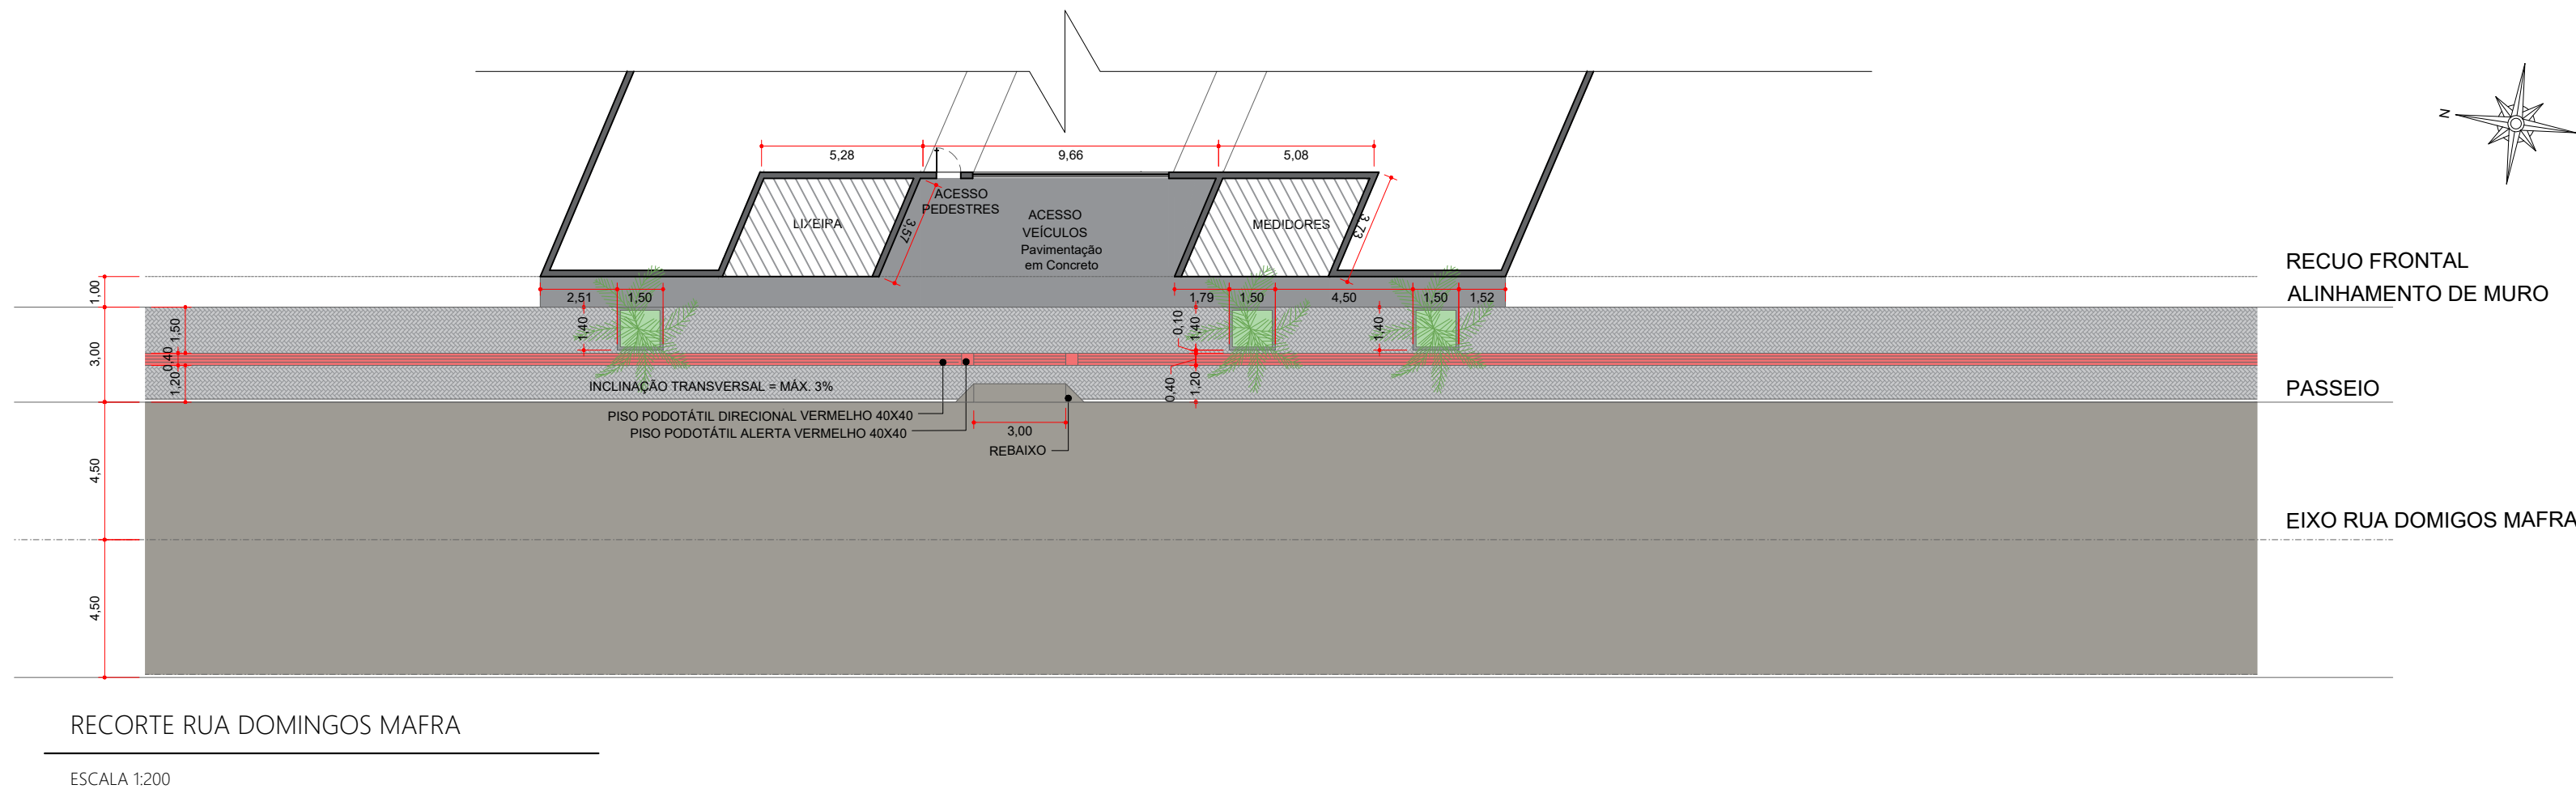 N
5,28
9,66
5,08
ACESSO
PEDESTRES
LIXEIRA
3,57
ACESSO
VEÍCULOS
Pavimentação
em Concreto
MEDIDORES
3,73
RECUO FRONTAL
ALINHAMENTO DE MURO
1,00
2,51
1,50
1,79
1,50
4,50
1,50
1,52
1,50
1,40
0,10
1,40
1,40
3,00
0,40
1,20
INCLINAÇÃO TRANSVERSAL = MÁX. 3%
0,40
1,20
PASSEIO
PISO PODOTÁTIL DIRECIONAL VERMELHO 40X40
PISO PODOTÁTIL ALERTA VERMELHO 40X40
3,00
REBAIXO
4,50
EIXO RUA DOMIGOS MAFRA
4,50
RECORTE RUA DOMINGOS MAFRA
ESCALA 1:200